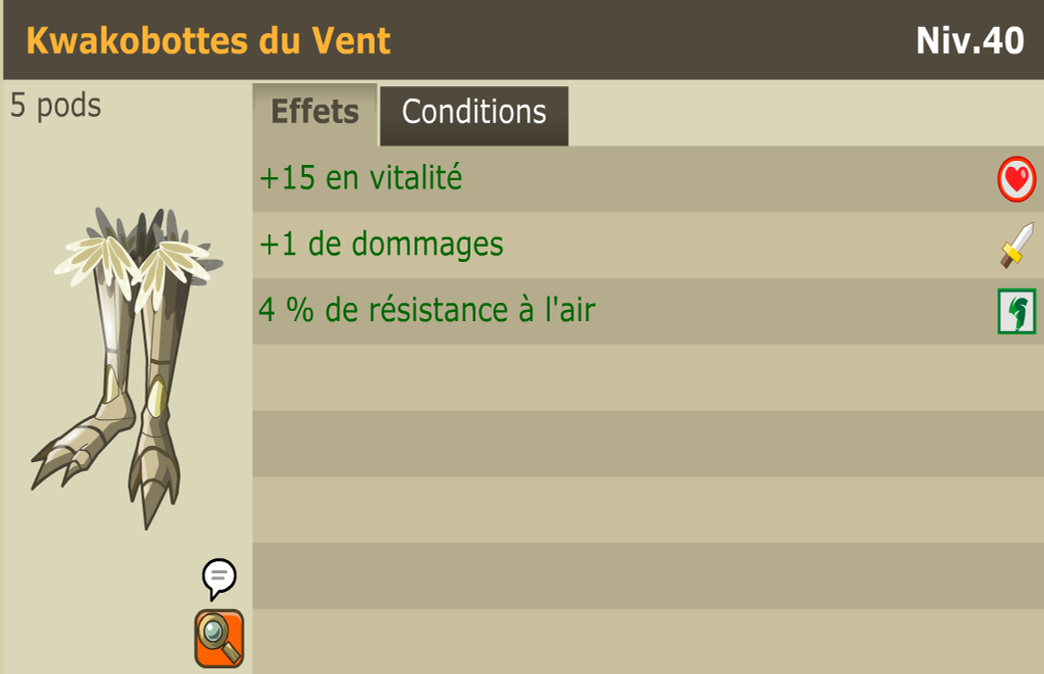 Kwakobottes du Vent
Niv.40
5 pods
Effets
Conditions
+15 en vitalité
+1 de dommages
4 % de résistance à l'air